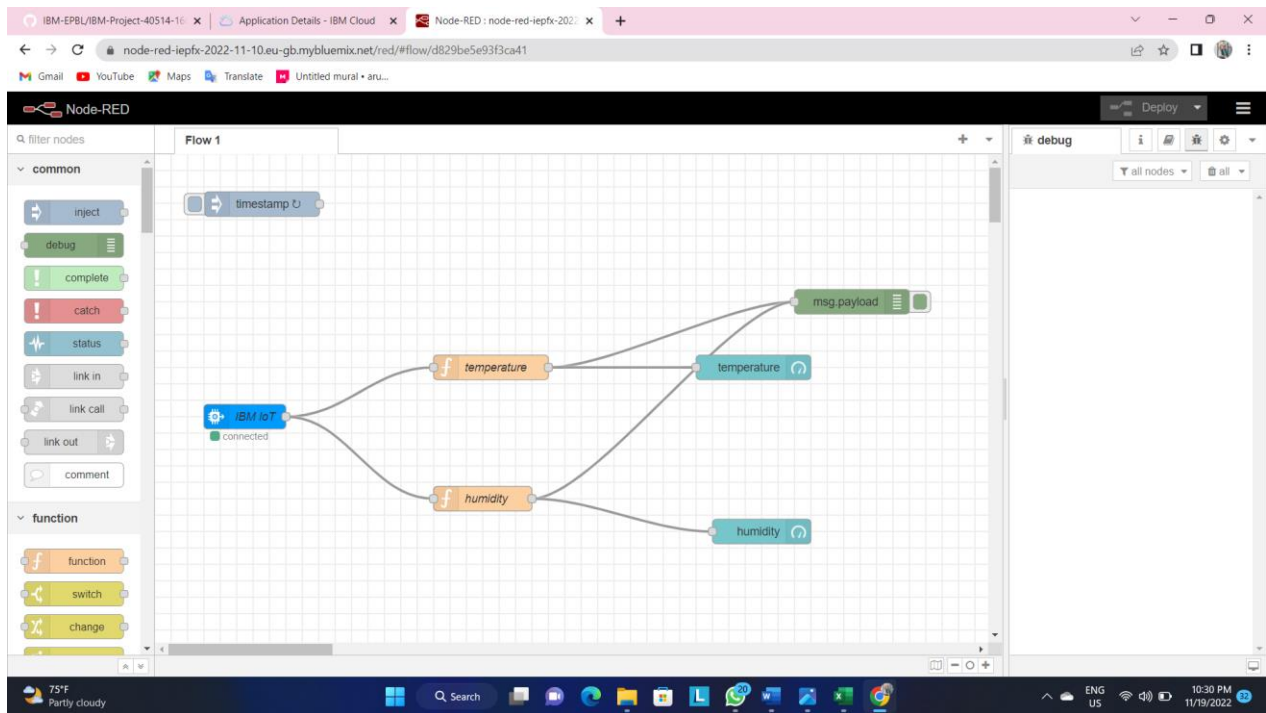 IBM-EPBL/IBM-Project-40514-16
Application Details - IBM Cloud
Node-RED : node-red-iepfx-2022
node-red-iepfx-2022-11-10.eu-gb.mybluemix.net/red/#flow/d829be5e93f3ca41
Gmail YouTube Maps Translate Untitled mural • aru...
Node-RED
Deploy
filter nodes
Flow 1
debug
i
all nodes
all
common
inject
debug
complete
catch
status
link in
link call
link out
comment
function
function
switch
change
timestamp ↻
msg.payload
temperature
temperature
IBM IoT
connected
humidity
humidity
75°F
Partly cloudy
Search
ENG
US
10:30 PM
11/19/2022
32